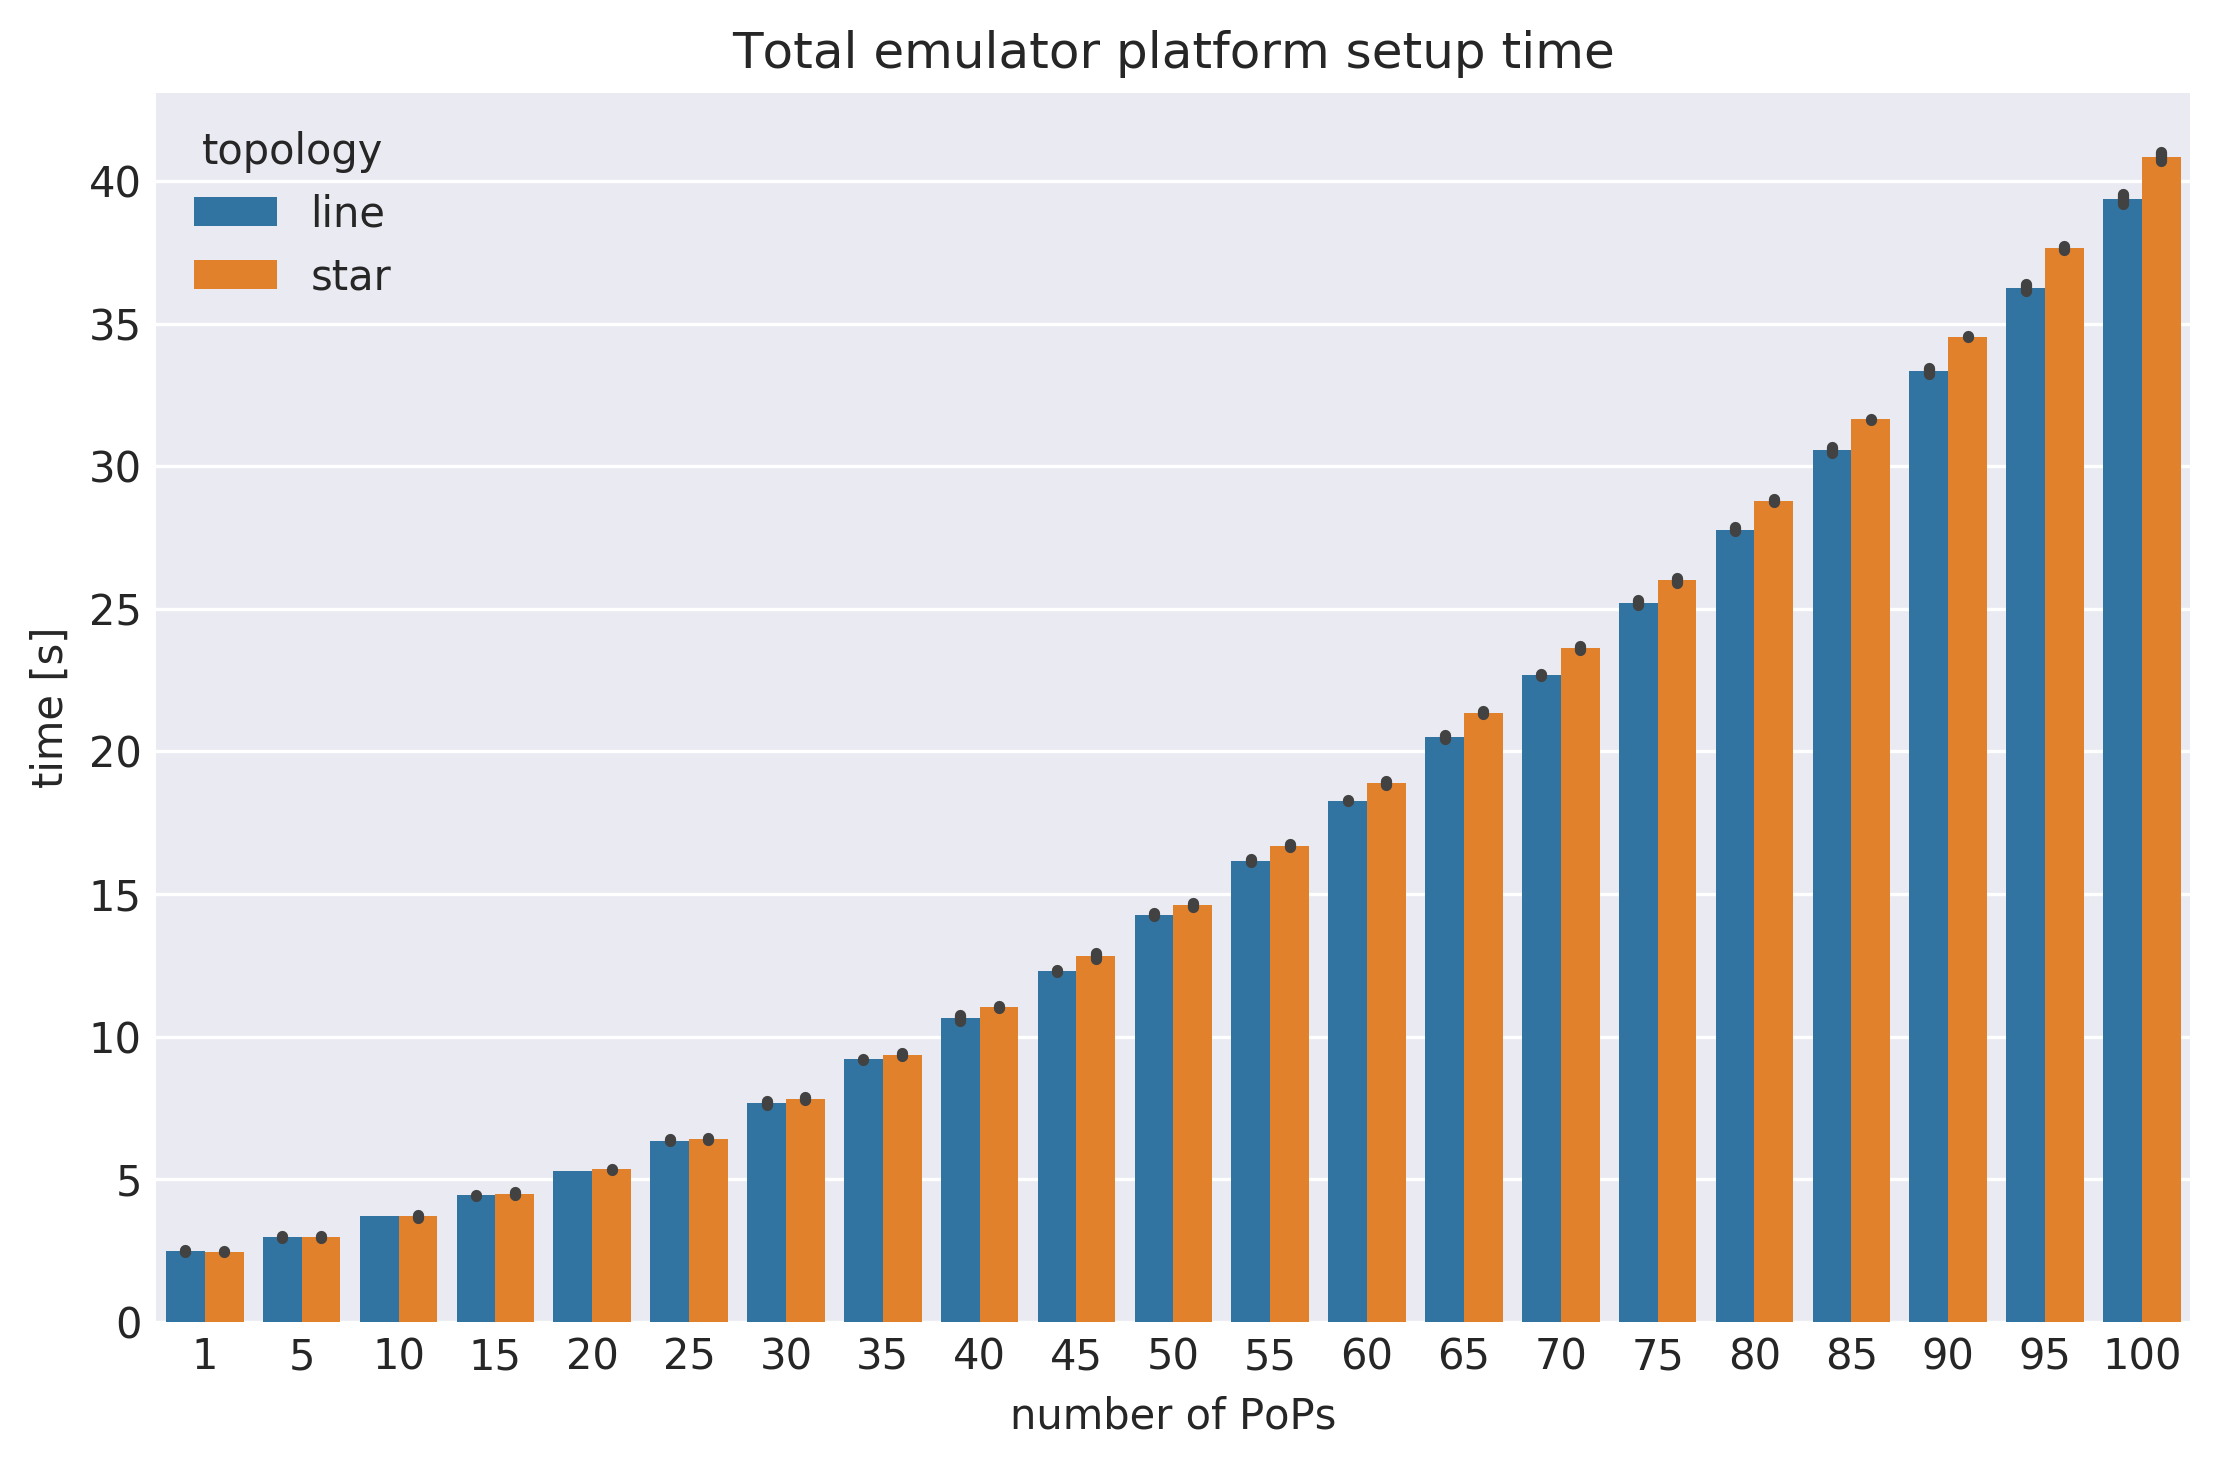 Total emulator platform setup time
topology
line
star
40
35
30
25
20
15
10
5
0
time [s]
1 5 10 15 20 25 30 35 40 45 50 55 60 65 70 75 80 85 90 95 100
number of PoPs